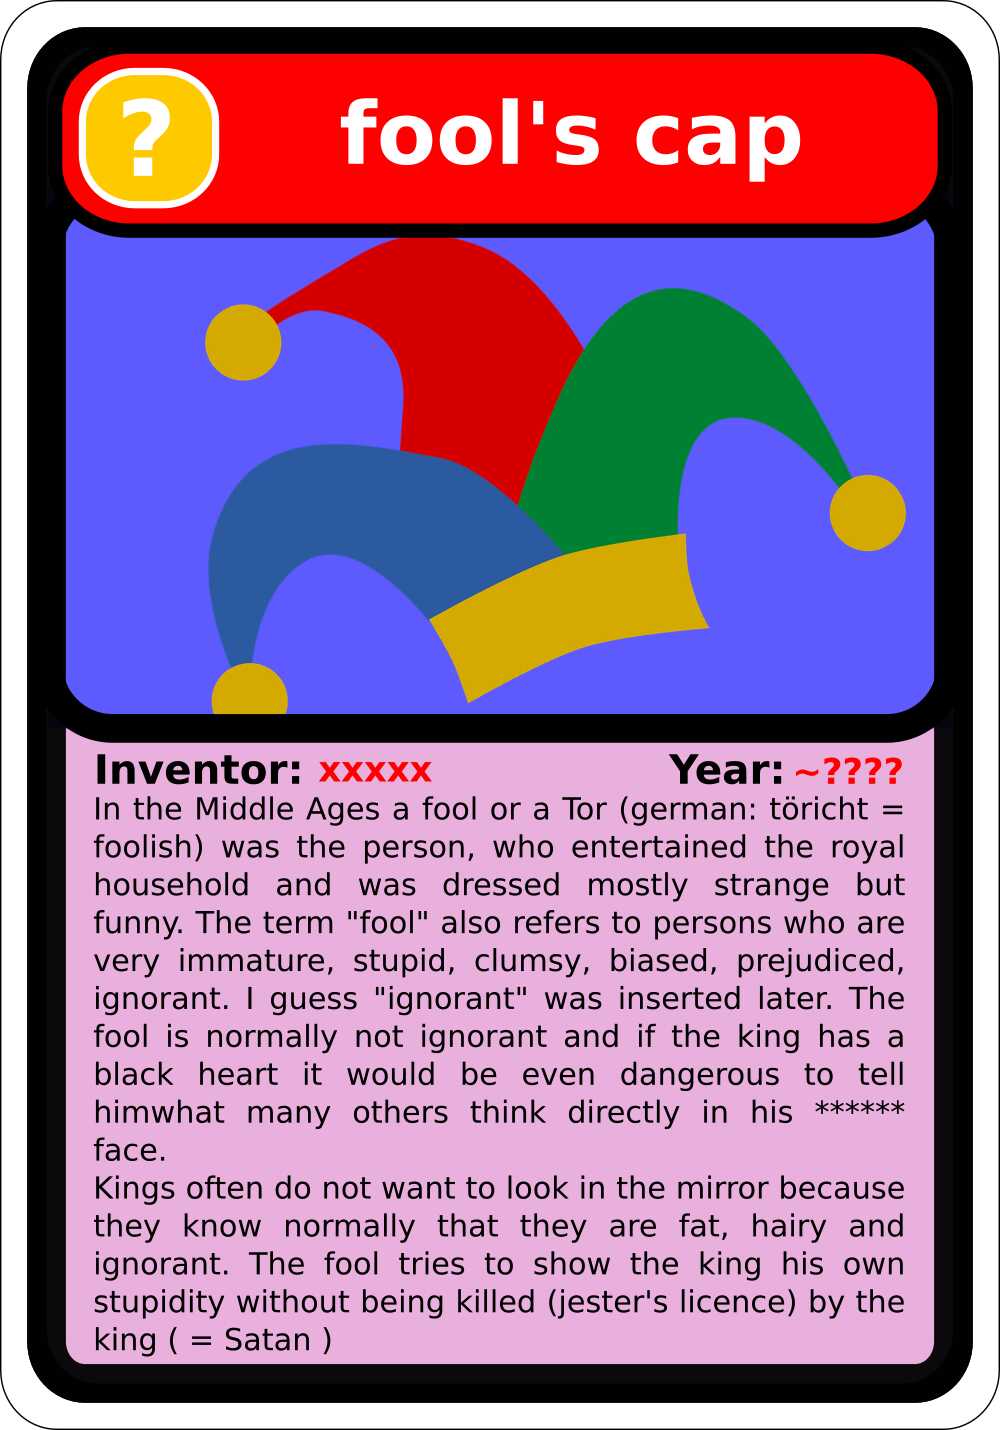 ?
fool's cap
Inventor: xxxxx Year: ~????
In the Middle Ages a fool or a Tor (german: töricht =
foolish) was the person, who entertained the royal
household and was dressed mostly strange but
funny. The term "fool" also refers to persons who are
very immature, stupid, clumsy, biased, prejudiced,
ignorant. I guess "ignorant" was inserted later. The
fool is normally not ignorant and if the king has a
black heart it would be even dangerous to tell
himwhat many others think directly in his ******
face.
Kings often do not want to look in the mirror because
they know normally that they are fat, hairy and
ignorant. The fool tries to show the king his own
stupidity without being killed (jester's licence) by the
king ( = Satan )